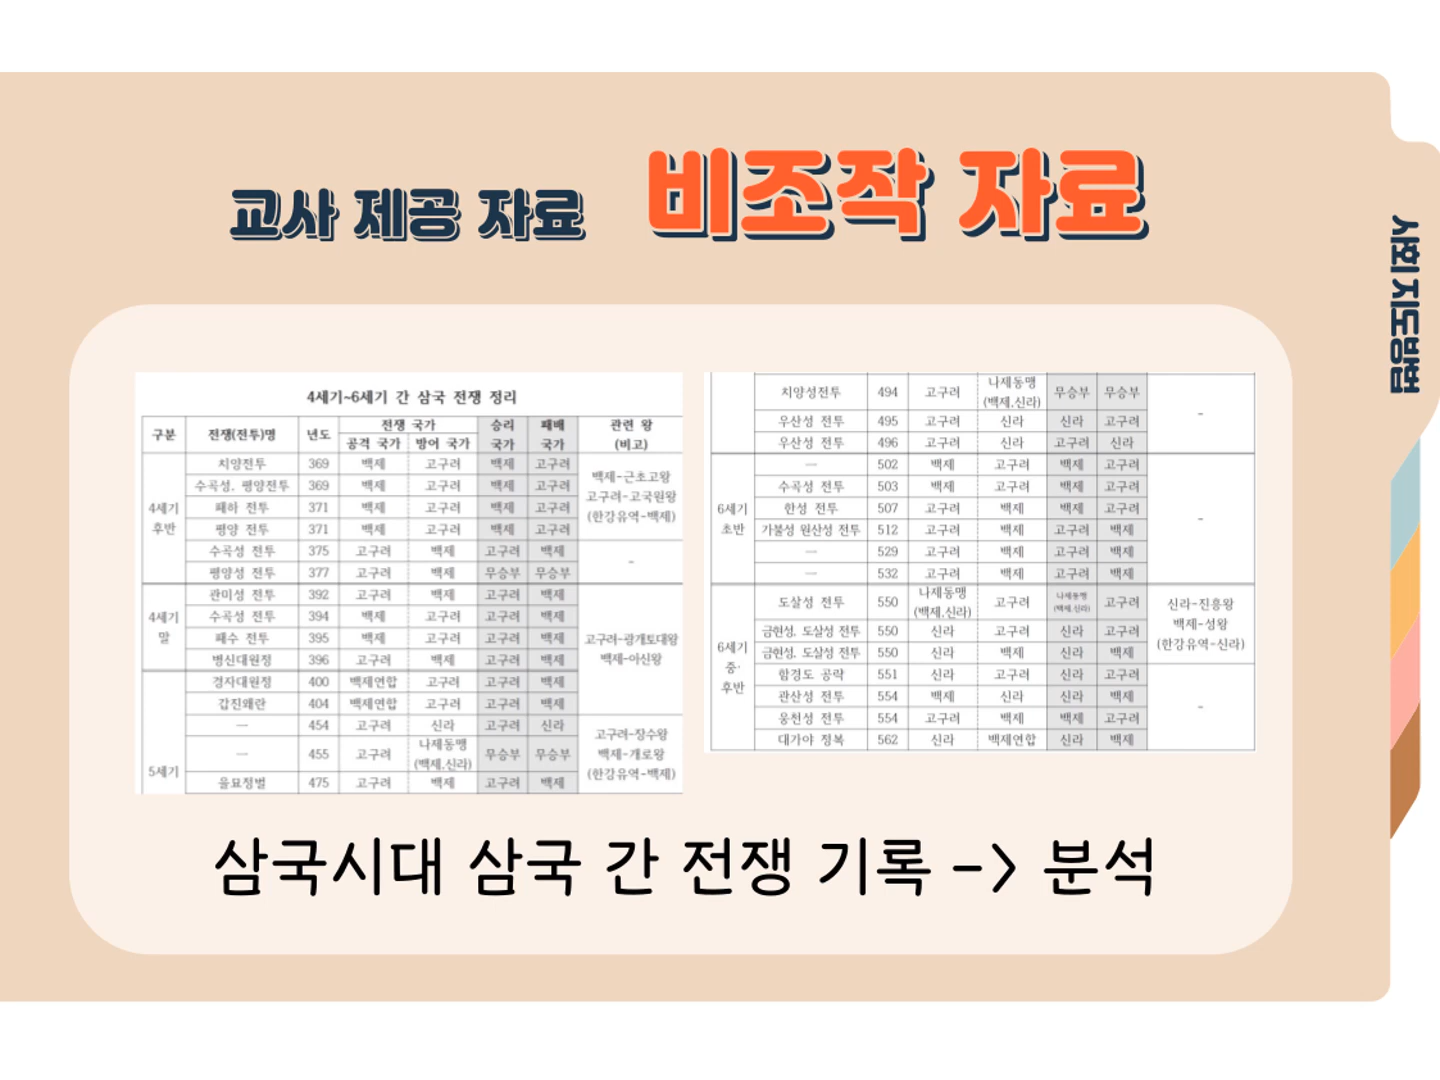 교사 제공 자료 비조작 자료
사회 지도방법
4세기~6세기 간 삼국 전쟁 정리
구분 전쟁(전투)명 년도 전쟁 국가 승리 국가 패배 국가 관련 왕 (비고)
공격 국가 방어 국가
4세기 후반
치양전투 369 백제 고구려 백제 고구려
수곡성, 평양전투 369 백제 고구려 백제 고구려
패하 전투 371 백제 고구려 백제 고구려
평양 전투 371 백제 고구려 백제 고구려
백제-근초고왕
고구려-고국원왕
(한강유역-백제)
수곡성 전투 375 고구려 백제 고구려 백제
평양성 전투 377 고구려 백제 무승부 무승부
-
4세기 말
관미성 전투 392 고구려 백제 고구려 백제
수곡성 전투 394 백제 고구려 고구려 백제
패수 전투 395 백제 고구려 고구려 백제
병신대원정 396 고구려 백제 고구려 백제
고구려-광개토대왕
백제-아신왕
5세기
경자대원정 400 백제연합 고구려 고구려 백제
갑진왜란 404 백제연합 고구려 고구려 백제
— 454 고구려 신라 고구려 신라
— 455 고구려 나제동맹 (백제,신라) 무승부 무승부
을묘정벌 475 고구려 백제 고구려 백제
고구려-장수왕
백제-개로왕
(한강유역-백제)
치양성전투 494 고구려 나제동맹 (백제,신라) 무승부 무승부
우산성 전투 495 고구려 신라 신라 고구려
우산성 전투 496 고구려 신라 고구려 신라
-
6세기 초반
— 502 백제 고구려 백제 고구려
수곡성 전투 503 백제 고구려 백제 고구려
한성 전투 507 고구려 백제 백제 고구려
가불성 원산성 전투 512 고구려 백제 고구려 백제
— 529 고구려 백제 고구려 백제
— 532 고구려 백제 고구려 백제
-
6세기 중·후반
도살성 전투 550 나제동맹 (백제,신라) 고구려 나제동맹 (백제,신라) 고구려
금현성, 도살성 전투 550 신라 고구려 신라 고구려
금현성, 도살성 전투 550 신라 백제 신라 백제
신라-진흥왕
백제-성왕
(한강유역-신라)
함경도 공략 551 신라 고구려 신라 고구려
관산성 전투 554 백제 신라 신라 백제
웅천성 전투 554 고구려 백제 백제 고구려
대가야 정복 562 신라 백제연합 신라 백제
-
삼국시대 삼국 간 전쟁 기록 -> 분석